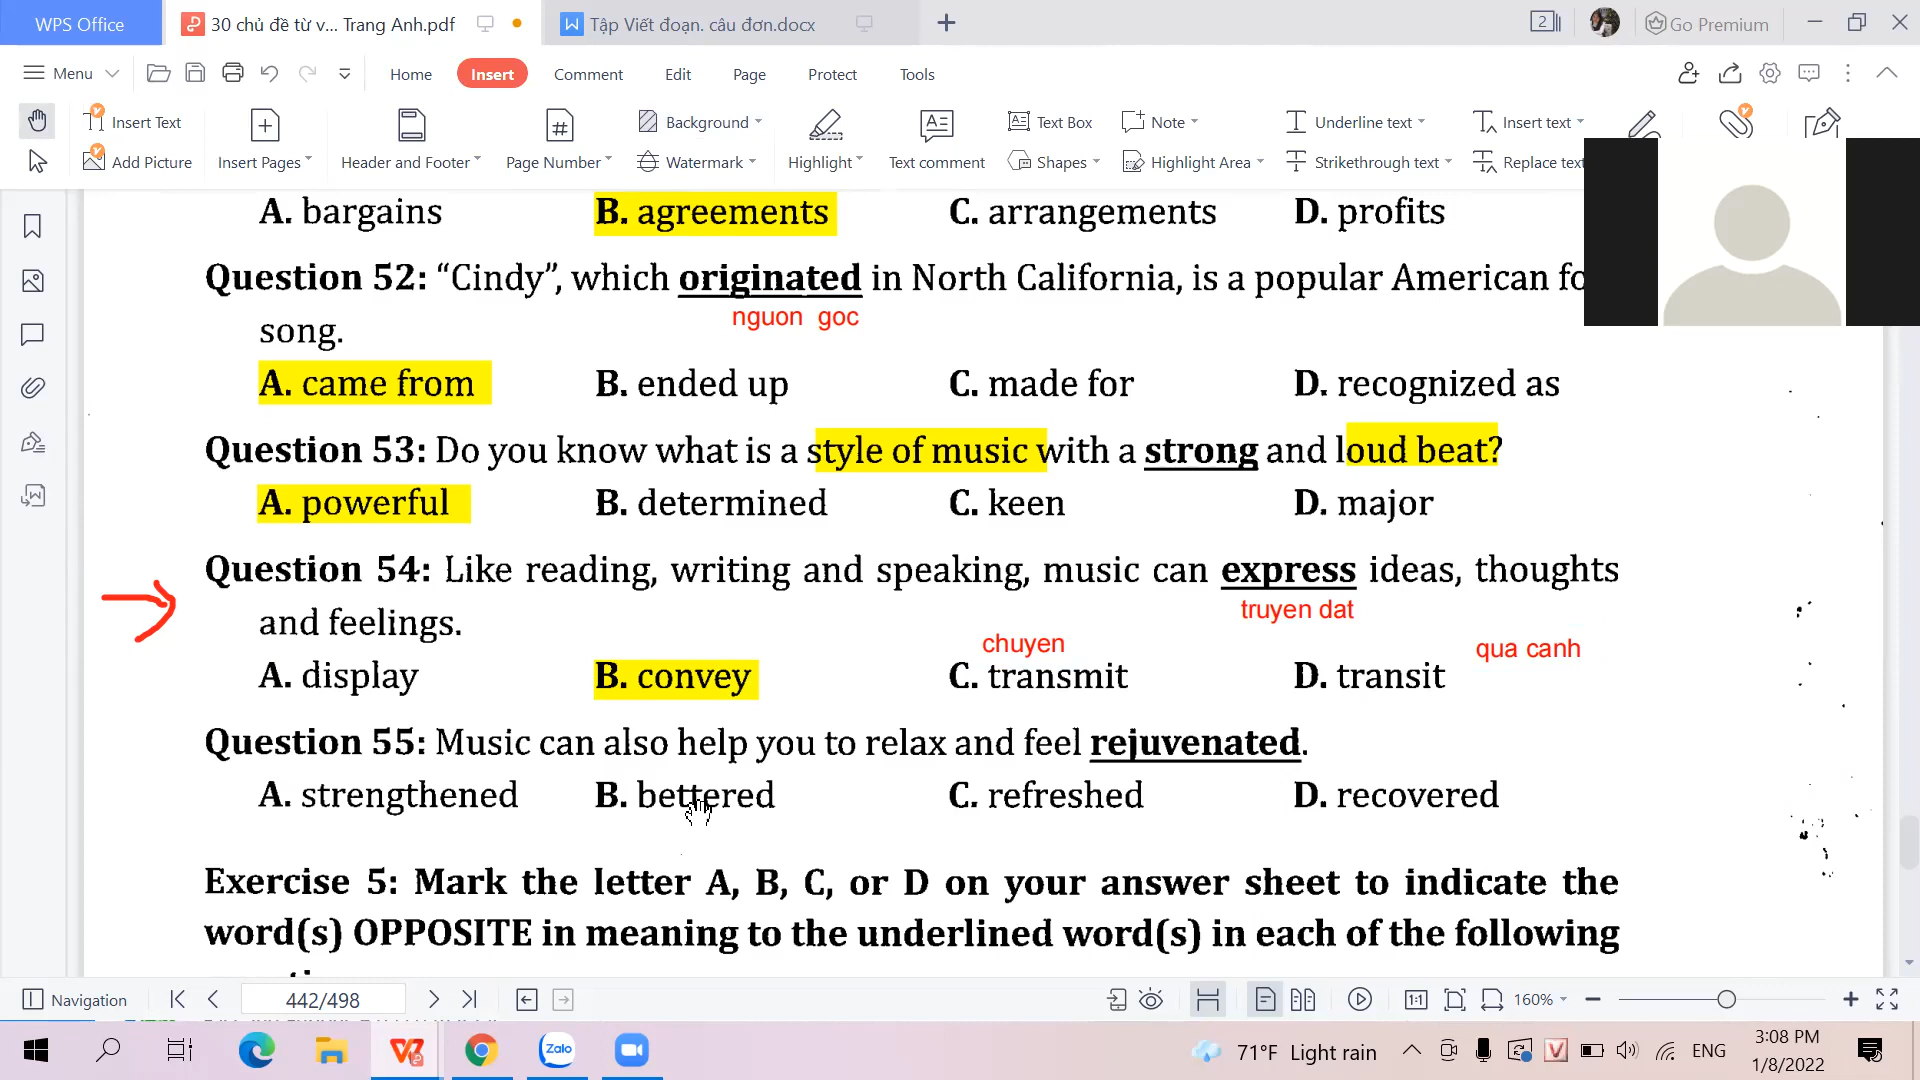 WPS Office
30 chủ đề từ v... Trang Anh.pdf
Tập Viết đoạn. câu đơn.docx
2
Go Premium
Menu
Home
Insert
Comment
Edit
Page
Protect
Tools
Insert Text
Add Picture
Insert Pages
Header and Footer
Page Number
Background
Watermark
Highlight
Text comment
Text Box
Shapes
Note
Highlight Area
Underline text
Strikethrough text
Insert text
Replace text
A. bargains B. agreements C. arrangements D. profits
Question 52: “Cindy”, which originated in North California, is a popular American fo
nguon goc
song.
A. came from B. ended up C. made for D. recognized as
Question 53: Do you know what is a style of music with a strong and loud beat?
A. powerful B. determined C. keen D. major
Question 54: Like reading, writing and speaking, music can express ideas, thoughts
truyen dat
and feelings.
chuyen
qua canh
A. display B. convey C. transmit D. transit
Question 55: Music can also help you to relax and feel rejuvenated.
A. strengthened B. bettered C. refreshed D. recovered
Exercise 5: Mark the letter A, B, C, or D on your answer sheet to indicate the
word(s) OPPOSITE in meaning to the underlined word(s) in each of the following
Navigation
442/498
1:1
160%
Zalo
71°F Light rain
ENG
3:08 PM
1/8/2022